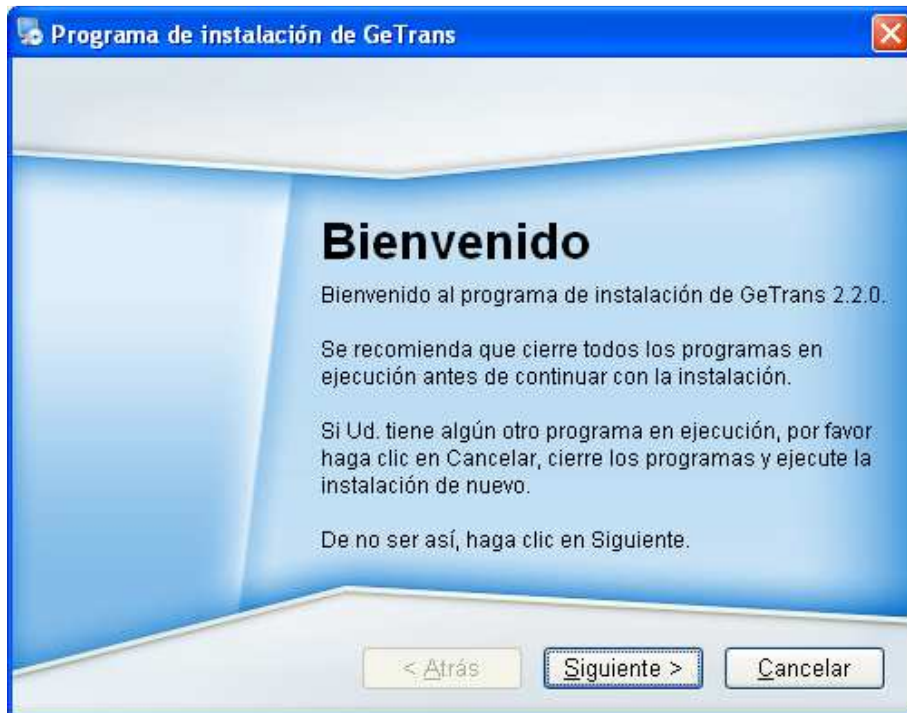 Programa de instalación de GeTrans
Bienvenido
Bienvenido al programa de instalación de GeTrans 2.2.0.
Se recomienda que cierre todos los programas en
ejecución antes de continuar con la instalación.
Si Ud. tiene algún otro programa en ejecución, por favor
haga clic en Cancelar, cierre los programas y ejecute la
instalación de nuevo.
De no ser así, haga clic en Siguiente.
< Atrás Siguiente > Cancelar